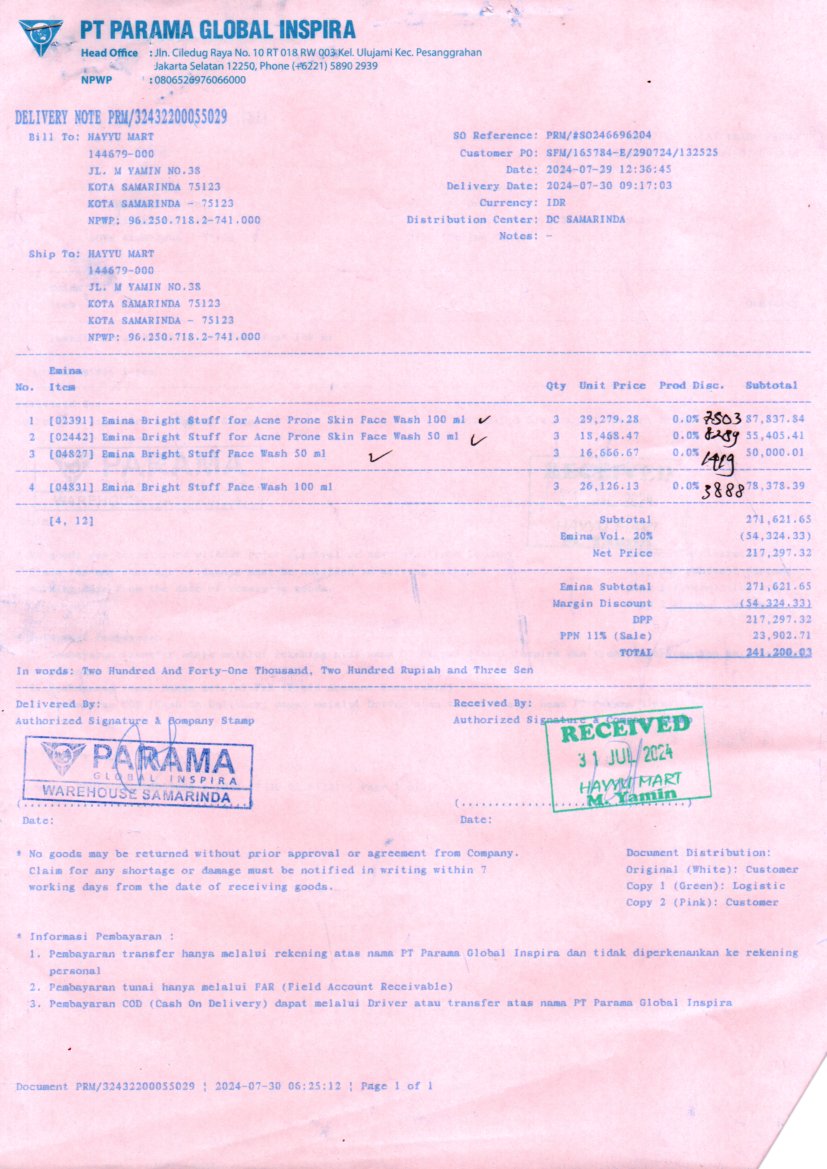 PT PARAMA GLOBAL INSPIRA
Head Office : Jln. Ciledug Raya No. 10 RT 018 RW 003 Kel. Ulujami Kec. Pesanggrahan
Jakarta Selatan 12250, Phone (+6221) 5890 2939
NPWP : 0806526976066000
DELIVERY NOTE PRM/32432200055029
Bill To: HAYYU MART
144679-000
JL. M YAMIN NO.38
KOTA SAMARINDA 75123
KOTA SAMARINDA - 75123
NPWP: 96.250.718.2-741.000
SO Reference: PRM/#SO246696204
Customer PO: SFM/165784-E/290724/132525
Date: 2024-07-29 12:36:45
Delivery Date: 2024-07-30 09:17:03
Currency: IDR
Distribution Center: DC SAMARINDA
Notes: -
Ship To: HAYYU MART
144679-000
JL. M YAMIN NO.38
KOTA SAMARINDA 75123
KOTA SAMARINDA - 75123
NPWP: 96.250.718.2-741.000
Emina
No. Item Qty Unit Price Prod Disc. Subtotal
1 [02391] Emina Bright Stuff for Acne Prone Skin Face Wash 100 ml 3 29,279.28 0.0% 7503 87,837.84
2 [02442] Emina Bright Stuff for Acne Prone Skin Face Wash 50 ml 3 18,468.47 0.0% 8289 55,405.41
3 [04827] Emina Bright Stuff Face Wash 50 ml 3 16,666.67 0.0% 50,000.01
4 [04831] Emina Bright Stuff Face Wash 100 ml 3 26,126.13 0.0% 3888 78,378.39
[4, 12]
Subtotal 271,621.65
Emina Vol. 20% (54,324.33)
Net Price 217,297.32
Emina Subtotal 271,621.65
Margin Discount (54,324.33)
DPP 217,297.32
PPN 11% (Sale) 23,902.71
TOTAL 241,200.03
In words: Two Hundred And Forty-One Thousand, Two Hundred Rupiah and Three Sen
Delivered By:
Authorized Signature & Company Stamp
PARAMA
GLOBAL INSPIRA
WAREHOUSE SAMARINDA
(..............................)
Date:
Received By:
Authorized Signature & Company Stamp
RECEIVED
31 JUL 2024
HAYYU MART
M. Yamin
(..............................)
Date:
* No goods may be returned without prior approval or agreement from Company.
Claim for any shortage or damage must be notified in writing within 7
working days from the date of receiving goods.
Document Distribution:
Original (White): Customer
Copy 1 (Green): Logistic
Copy 2 (Pink): Customer
* Informasi Pembayaran :
1. Pembayaran transfer hanya melalui rekening atas nama PT Parama Global Inspira dan tidak diperkenankan ke rekening
personal
2. Pembayaran tunai hanya melalui FAR (Field Account Receivable)
3. Pembayaran COD (Cash On Delivery) dapat melalui Driver atau transfer atas nama PT Parama Global Inspira
Document PRM/32432200055029 ¦ 2024-07-30 06:25:12 ¦ Page 1 of 1